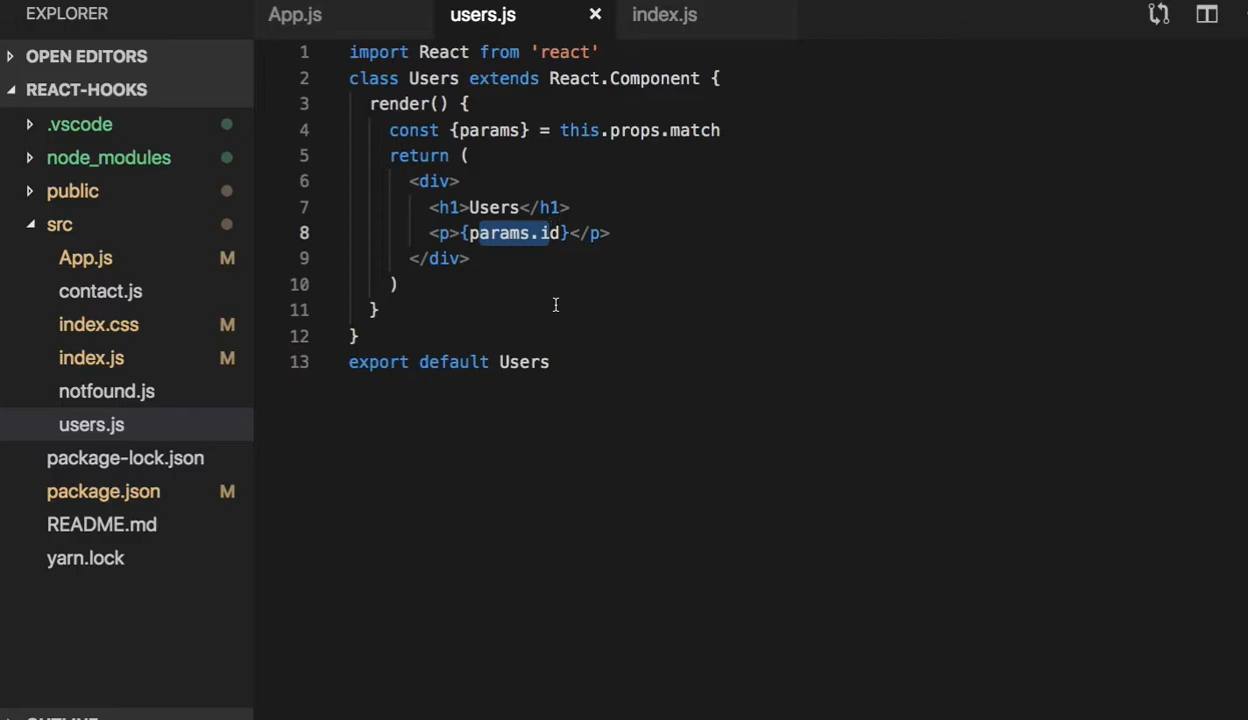 EXPLORER
OPEN EDITORS
REACT-HOOKS
.vscode
node_modules
public
src
App.js M
contact.js
index.css M
index.js M
notfound.js
users.js
package-lock.json
package.json M
README.md
yarn.lock
OUTLINE
App.js users.js × index.js
1 import React from 'react'
2 class Users extends React.Component {
3 render() {
4 const {params} = this.props.match
5 return (
6 <div>
7 <h1>Users</h1>
8 <p>{params.id}</p>
9 </div>
10 )
11 }
12 }
13 export default Users